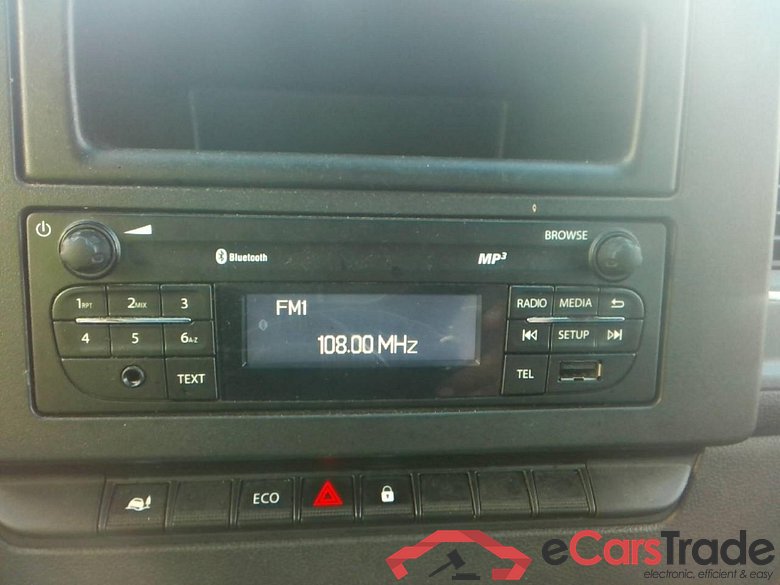 BROWSE
Bluetooth
MP3
1RPT 2MIX 3
RADIO MEDIA
FM1
4 5 6A-Z
SETUP
108.00 MHz
TEXT
TEL
ECO
eCarsTrade
electronic, efficient & easy